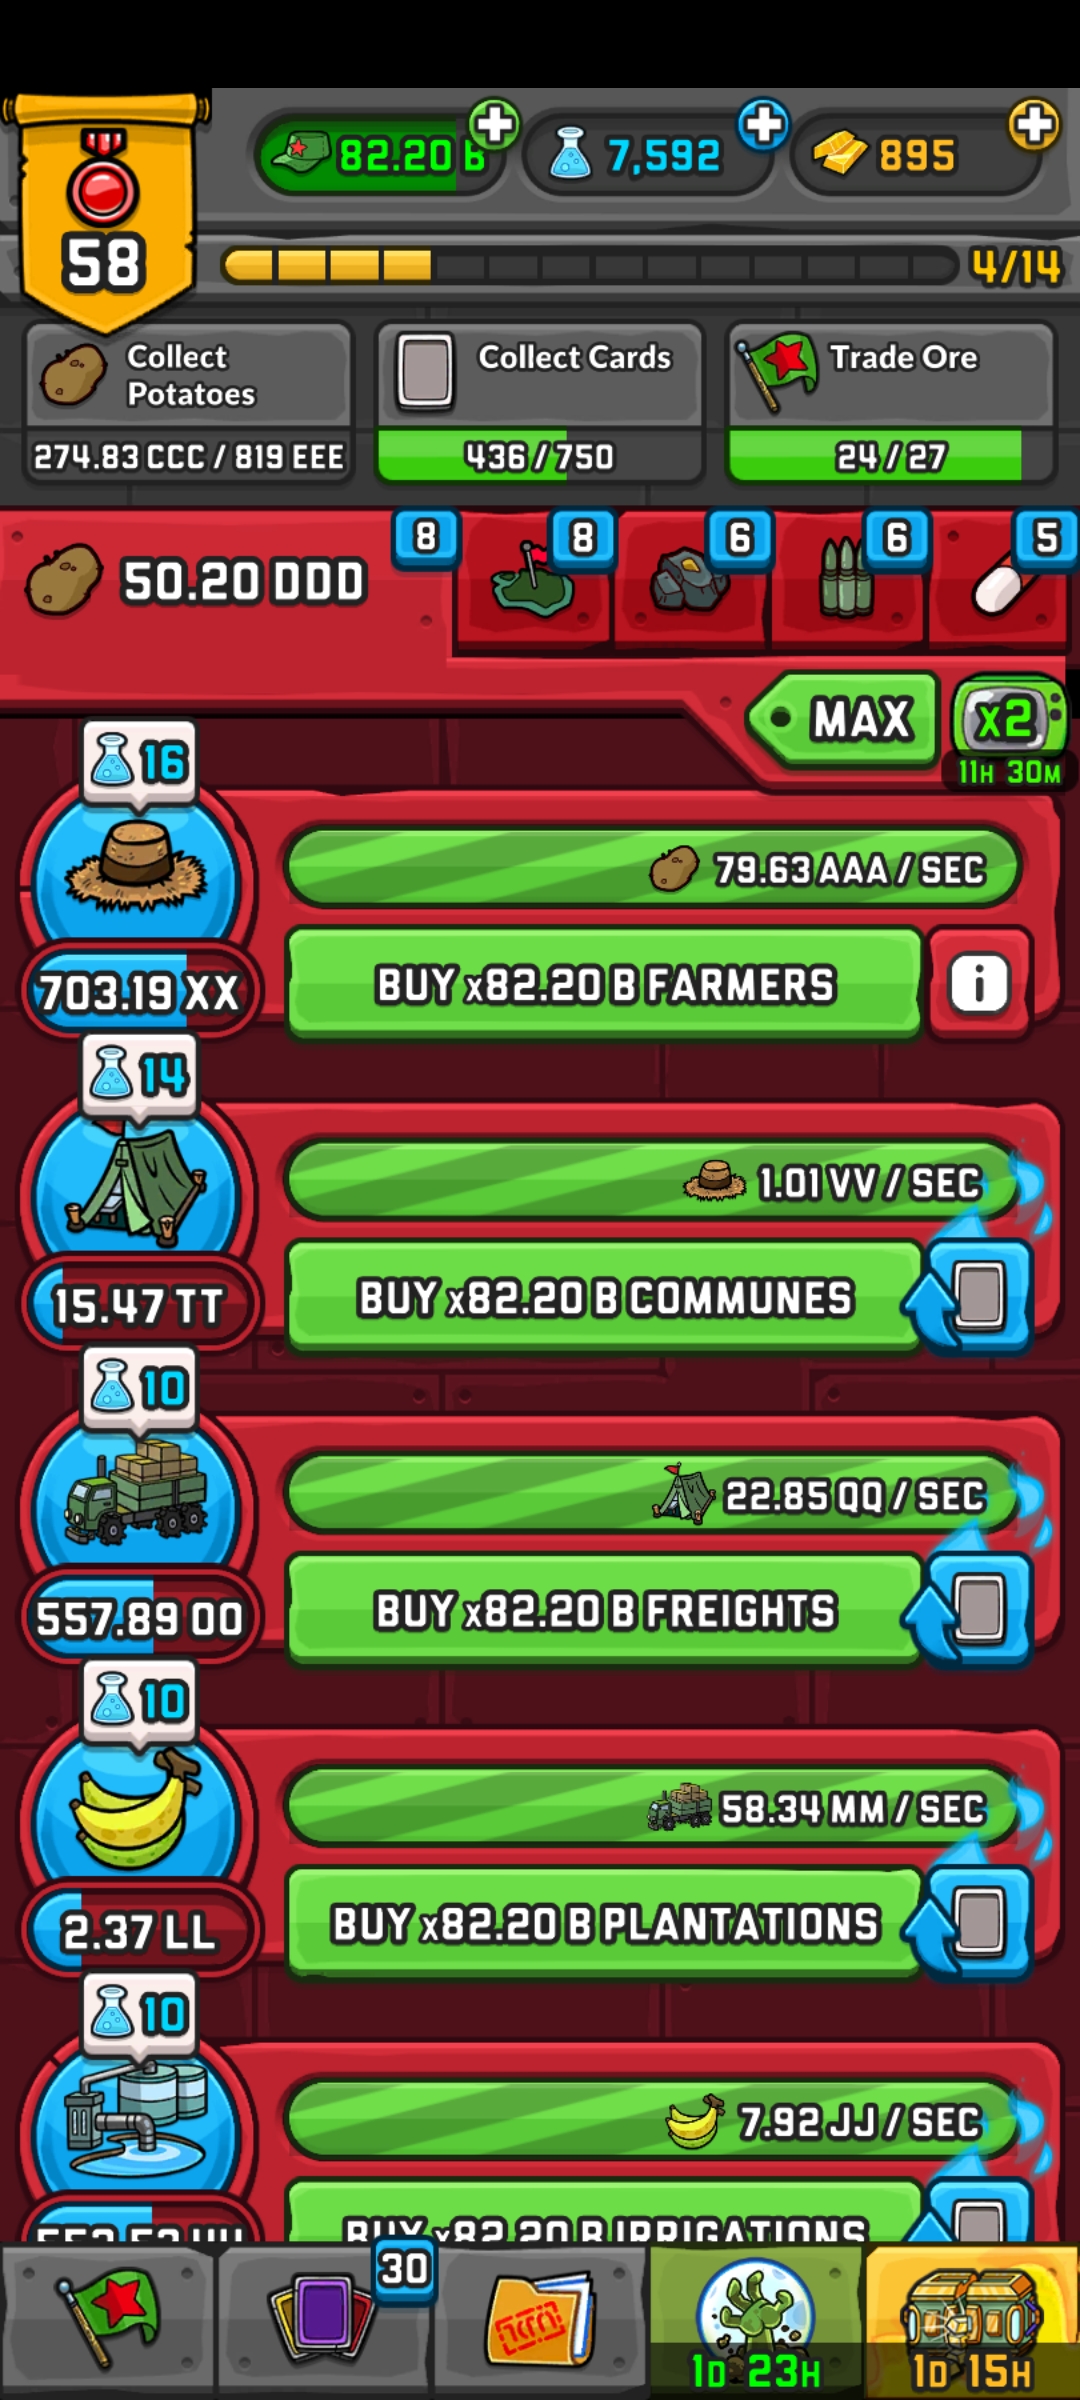 82.20 B
7,592
895
58
4/14
Collect
Potatoes
Collect Cards
Trade Ore
274.83 CCC / 819 EEE
436 / 750
24 / 27
50.20 DDD
8
8
6
6
5
MAX
x2
11H 30M
16
79.63 AAA / SEC
703.19 XX
BUY x82.20 B FARMERS
i
14
1.01 VV / SEC
15.47 TT
BUY x82.20 B COMMUNES
10
22.85 QQ / SEC
557.89 OO
BUY x82.20 B FREIGHTS
10
58.34 MM / SEC
2.37 LL
BUY x82.20 B PLANTATIONS
10
7.92 JJ / SEC
BUY x82.20 B IRRIGATIONS
30
1D 23H
1D 15H